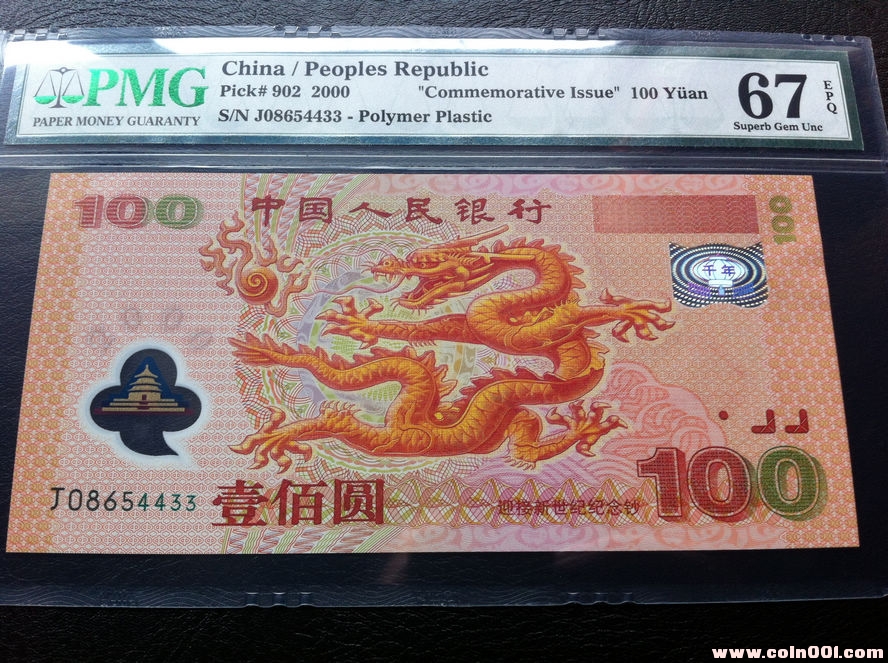 PMG
PAPER MONEY GUARANTY
China / Peoples Republic
Pick# 902 2000 "Commemorative Issue" 100 Yüan
S/N J08654433 - Polymer Plastic
67
EPQ
Superb Gem Unc
100
中国人民银行
100
千年
J08654433
壹佰圆
迎接新世纪纪念钞
100
www.coin001.com